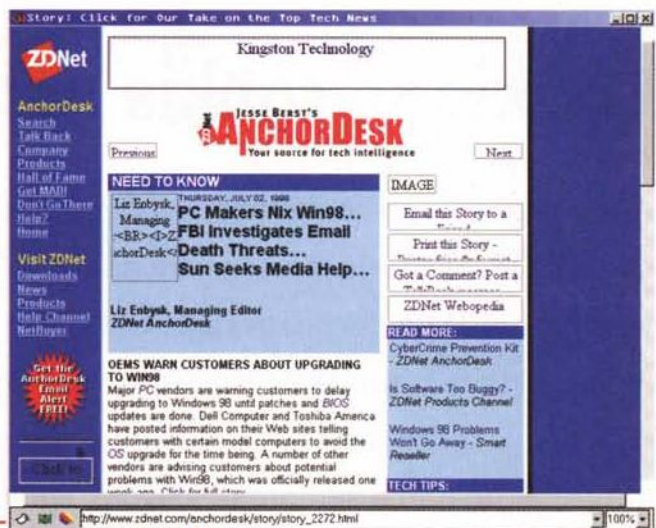 Story: Click for Our Take on the Top Tech News
ZDNet
Kingston Technology
AnchorDesk
Search
Talk Back
Company
Products
Hall of Fame
Get MAD!
Don't Go There
Help?
Home
Visit ZDNet
Downloads
News
Products
Help Channel
NetBuyer
Get the
AnchorDesk
Email
Alert
FREE!
Click to
JESSE BERST'S
ANCHORDESK
Your source for tech intelligence
Previous
Next
NEED TO KNOW
Liz Enbysk,
Managing
<BR><I>Z
chorDesk</
THURSDAY, JULY 02, 1998
PC Makers Nix Win98...
FBI Investigates Email
Death Threats...
Sun Seeks Media Help...
Liz Enbysk, Managing Editor
ZDNet AnchorDesk
OEMS WARN CUSTOMERS ABOUT UPGRADING
TO WIN98
Major PC vendors are warning customers to delay
upgrading to Windows 98 until patches and BIOS
updates are done. Dell Computer and Toshiba America
have posted information on their Web sites telling
customers with certain model computers to avoid the
OS upgrade for the time being. A number of other
vendors are advising customers about potential
problems with Win98, which was officially released one
week ago. Click for full story.
IMAGE
Email this Story to a
Print this Story -
Got a Comment? Post a
ZDNet Webopedia
READ MORE:
CyberCrime Prevention Kit
- ZDNet AnchorDesk
Is Software Too Buggy? -
ZDNet Products Channel
Windows 98 Problems
Won't Go Away - Smart
Reseller
TECH TIPS:
http://www.zdnet.com/anchordesk/story/story_2272.html
100%